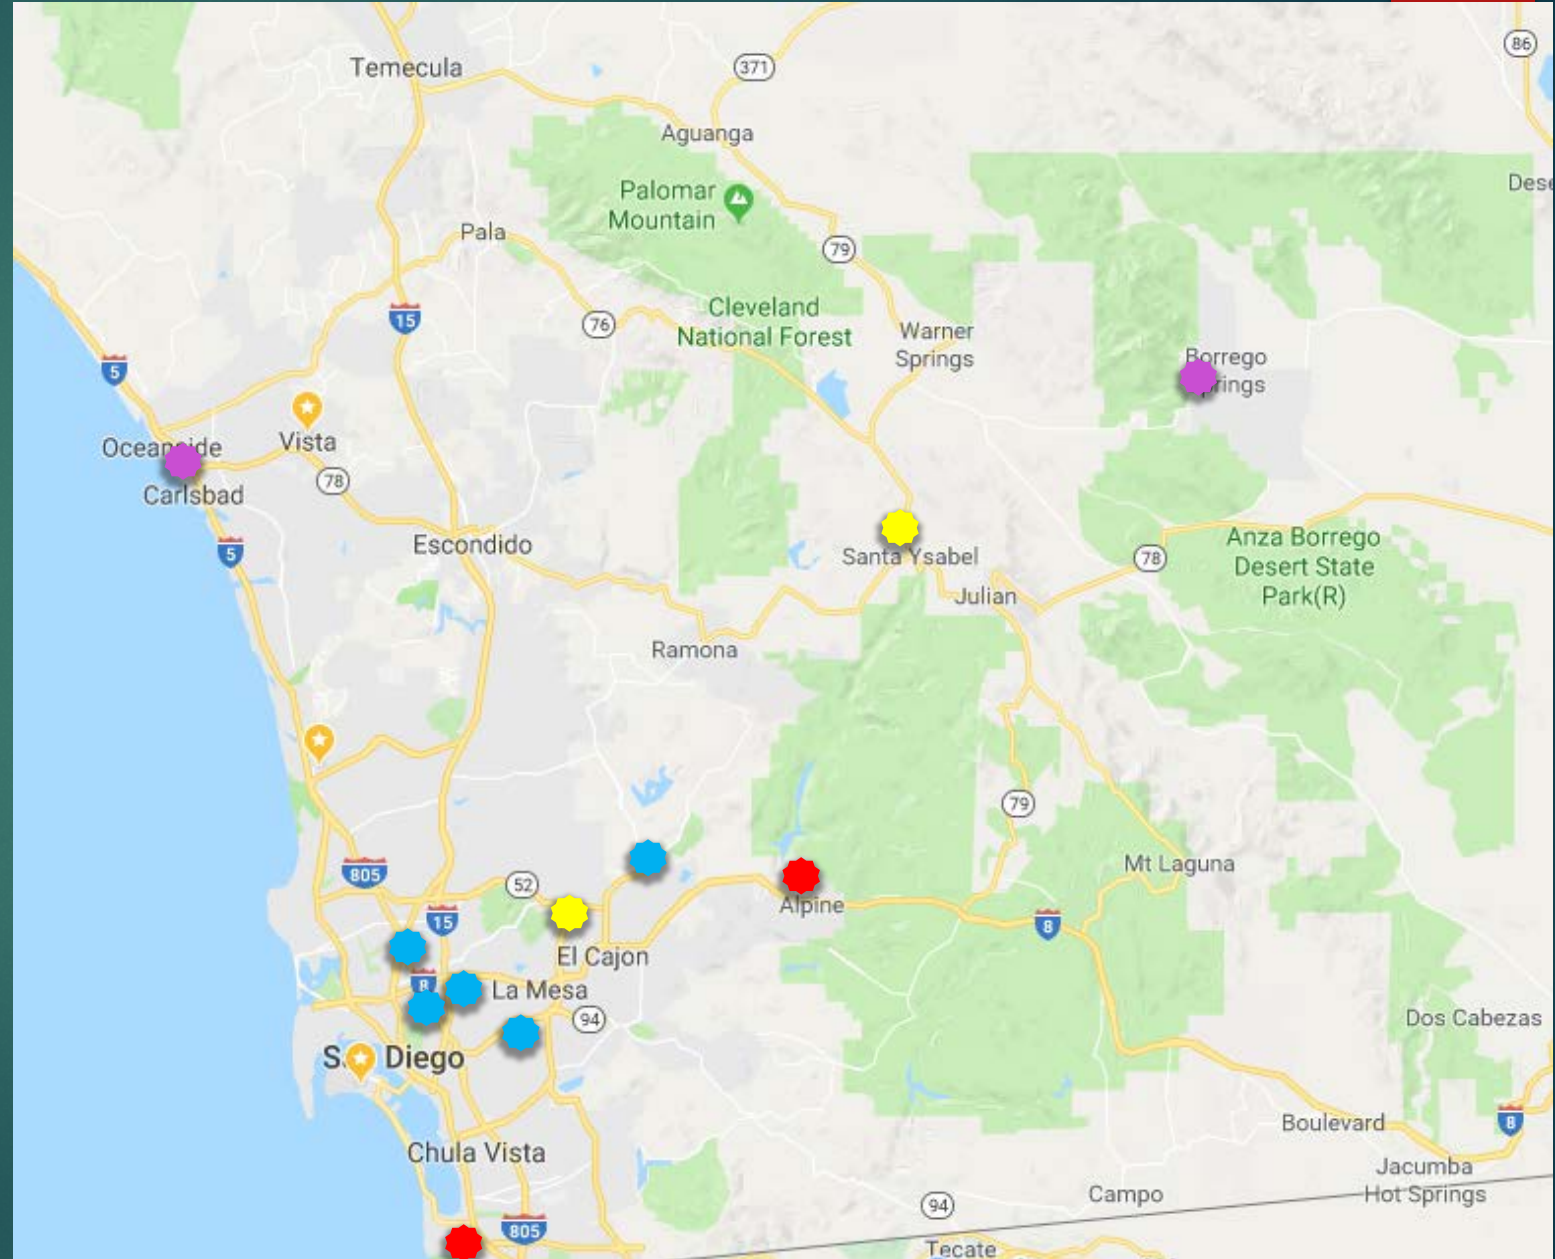 86
Temecula
371
Aguanga
Palomar
Mountain
Pala
79
Cleveland
National Forest
15
76
Warner
Springs
Borrego
5
Vista
78
Carlsbad
Escondido
5
Santa Ysabel
78
Anza Borrego
Desert State
Park(R)
Julian
Ramona
79
Mt Laguna
805
52
Alpine
15
8
El Cajon
8
La Mesa
94
Dos Cabezas
Diego
Boulevard
8
Chula Vista
Jacumba
Hot Springs
Campo
94
805
Tecate